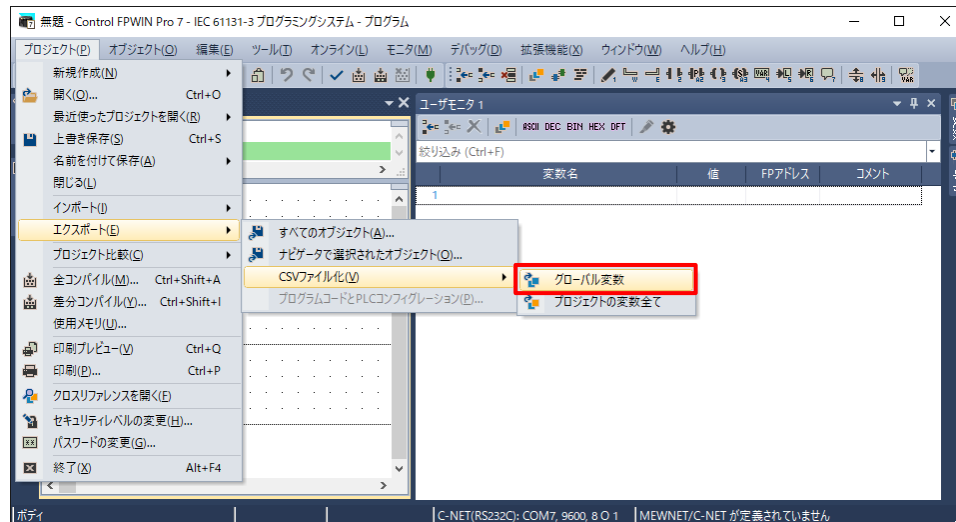 無題 - Control FPWIN Pro 7 - IEC 61131-3 プログラミングシステム - プログラム
プロジェクト(P) オブジェクト(O) 編集(E) ツール(T) オンライン(L) モニタ(M) デバッグ(D) 拡張機能(X) ウィンドウ(W) ヘルプ(H)
新規作成(N)
開く(O)... Ctrl+O
最近使ったプロジェクトを開く(R)
上書き保存(S) Ctrl+S
名前を付けて保存(A)
閉じる(L)
インポート(I)
エクスポート(E)
プロジェクト比較(C)
全コンパイル(M)... Ctrl+Shift+A
差分コンパイル(Y)... Ctrl+Shift+I
使用メモリ(U)...
印刷プレビュー(V) Ctrl+Q
印刷(P)... Ctrl+P
クロスリファレンスを開く(F)
セキュリティレベルの変更(H)...
パスワードの変更(G)...
終了(X) Alt+F4
すべてのオブジェクト(A)...
ナビゲータで選択されたオブジェクト(O)...
CSVファイル化(V)
プログラムコードとPLCコンフィグレーション(P)...
グローバル変数
プロジェクトの変数全て
ユーザモニタ 1
ASCII DEC BIN HEX DFT
絞り込み (Ctrl+F)
変数名 値 FPアドレス コメント
1
ボディ
C-NET(RS232C): COM7, 9600, 8 O 1 MEWNET/C-NET が定義されていません